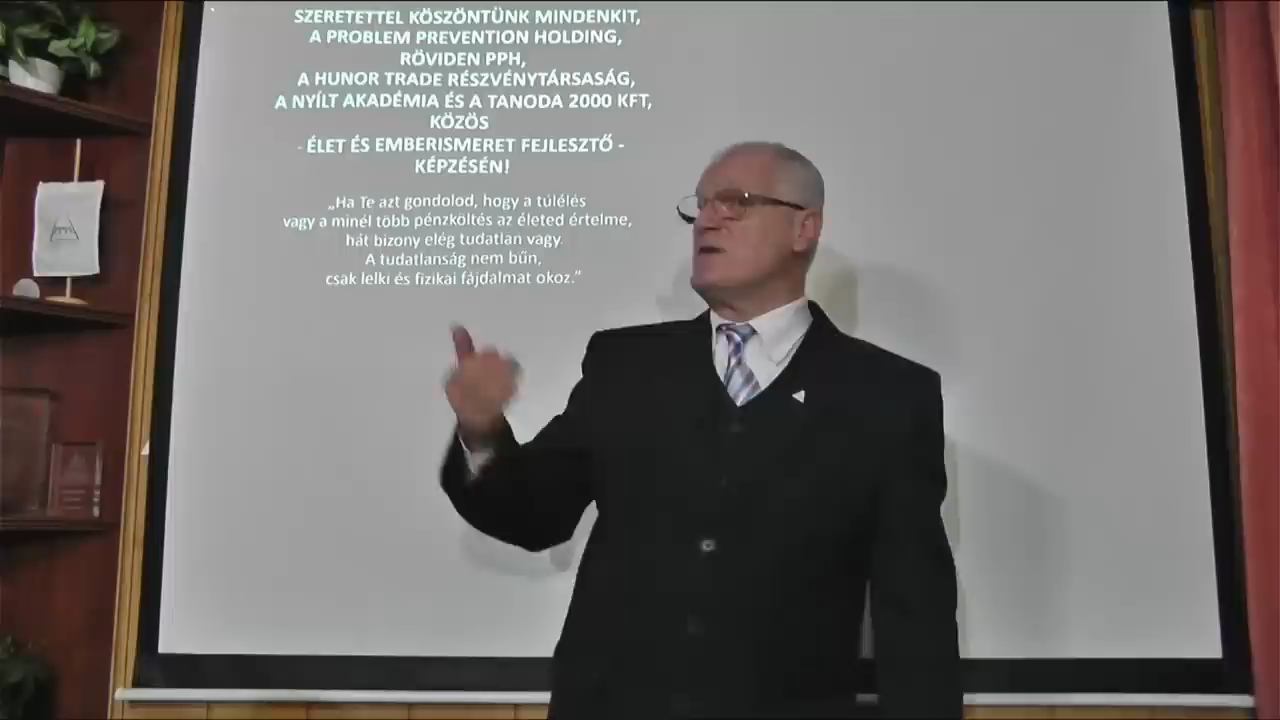 SZERETETTEL KÖSZÖNTÜNK MINDENKIT,
A PROBLEM PREVENTION HOLDING,
RÖVIDEN PPH,
A HUNOR TRADE RÉSZVÉNYTÁRSASÁG,
A NYÍLT AKADÉMIA ÉS A TANODA 2000 KFT,
KÖZÖS
- ÉLET ÉS EMBERISMERET FEJLESZTŐ -
KÉPZÉSÉN!
„Ha Te azt gondolod, hogy a túlélés
vagy a minél több pénzköltés az életed értelme,
hát bizony elég tudatlan vagy.
A tudatlanság nem bűn,
csak lelki és fizikai fájdalmat okoz.”